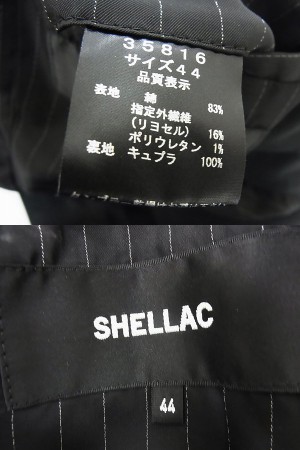 35816
サイズ44
品質表示
表地 綿 83%
指定外繊維
(リヨセル) 16%
ポリウレタン 1%
裏地 キュプラ 100%
SHELLAC
44